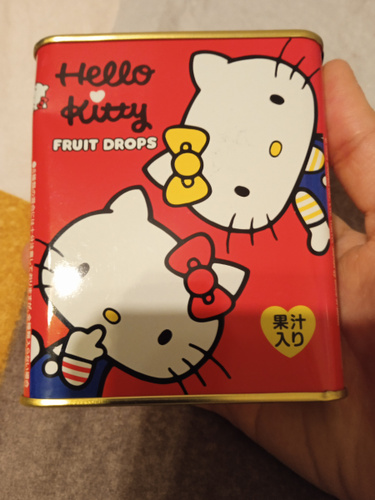 Hello
Kitty
FRUIT DROPS
果汁
入り